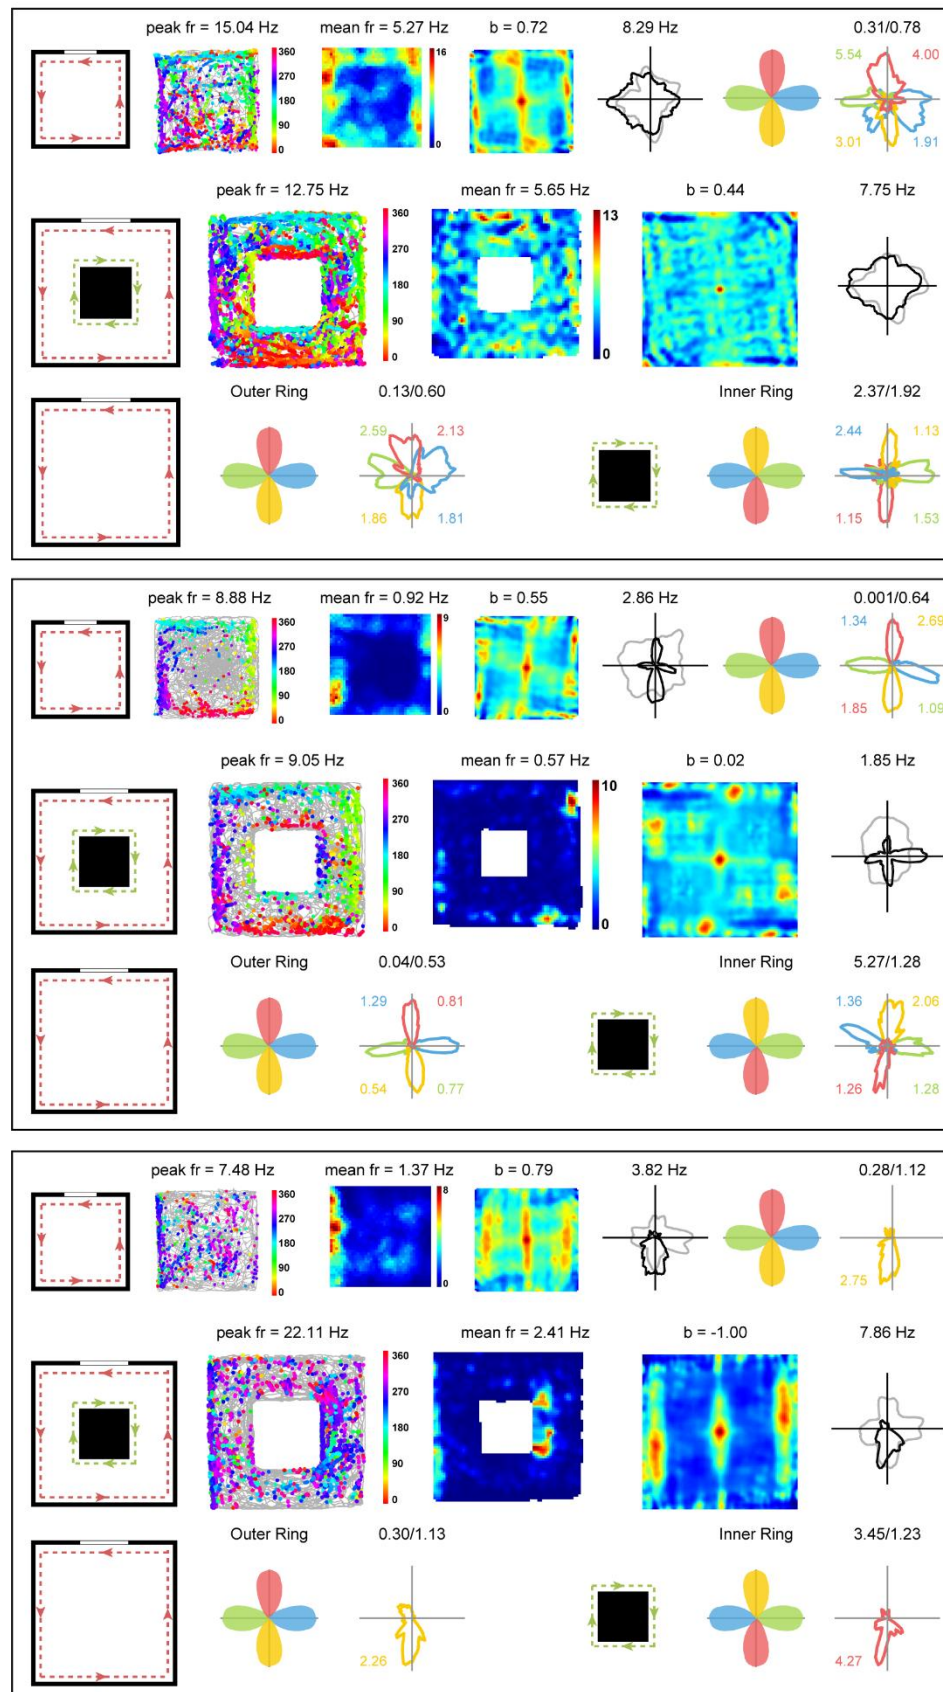 peak fr = 15.04 Hz mean fr = 5.27 Hz b = 0.72 8.29 Hz 0.31/0.78
360 16 5.54 4.00
270
180
90
0 0 3.01 1.91
peak fr = 12.75 Hz mean fr = 5.65 Hz b = 0.44 7.75 Hz
360 13
270
180
90
0 0
Outer Ring 0.13/0.60 Inner Ring 2.37/1.92
2.59 2.13 2.44 1.13
1.86 1.81 1.15 1.53
peak fr = 8.88 Hz mean fr = 0.92 Hz b = 0.55 2.86 Hz 0.001/0.64
360 9 1.34 2.69
270
180
90
0 0 1.85 1.09
peak fr = 9.05 Hz mean fr = 0.57 Hz b = 0.02 1.85 Hz
360 10
270
180
90
0 0
Outer Ring 0.04/0.53 Inner Ring 5.27/1.28
1.29 0.81 1.36 2.06
0.54 0.77 1.26 1.28
peak fr = 7.48 Hz mean fr = 1.37 Hz b = 0.79 3.82 Hz 0.28/1.12
360 8
270
180
90
0 0 2.75
peak fr = 22.11 Hz mean fr = 2.41 Hz b = -1.00 7.86 Hz
360
270
180
90
0
Outer Ring 0.30/1.13 Inner Ring 3.45/1.23
2.26 4.27